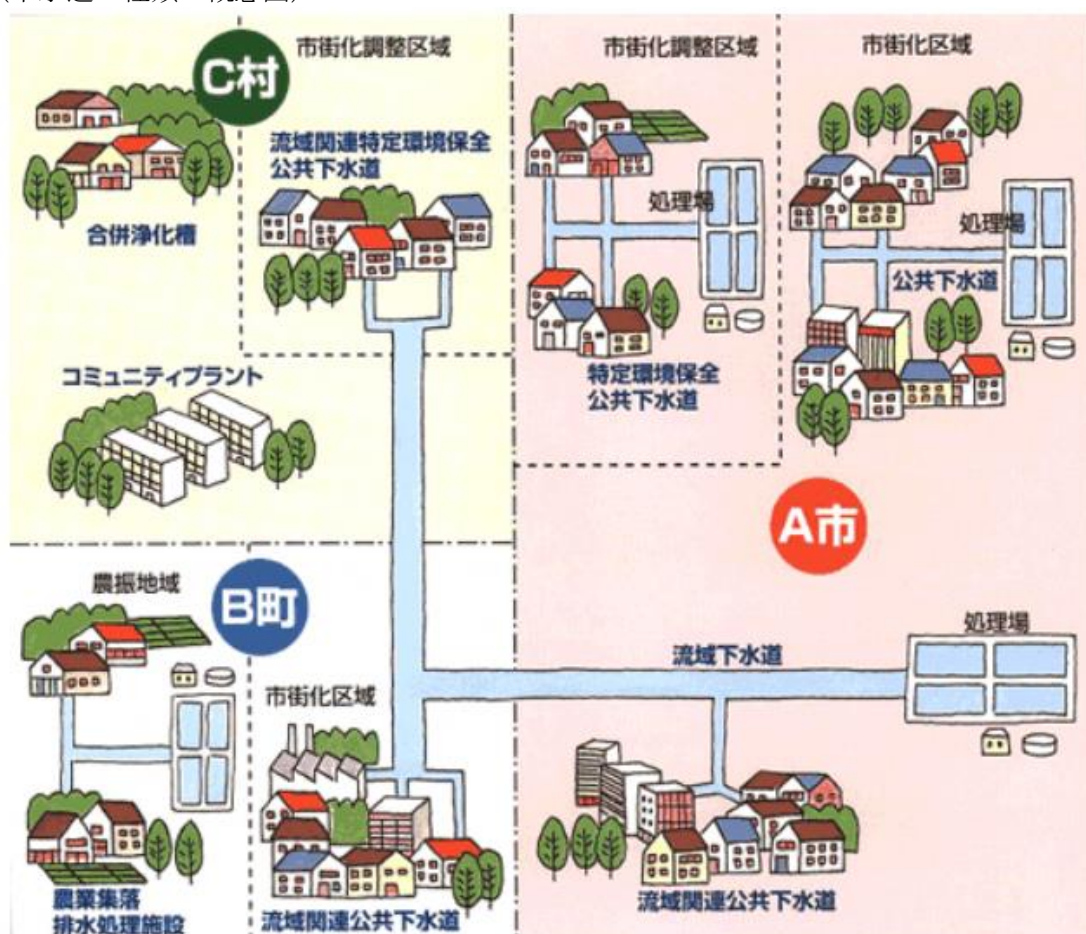 C村
市街化調整区域
流域関連特定環境保全
公共下水道
合併浄化槽
コミュニティプラント
市街化調整区域
処理場
特定環境保全
公共下水道
市街化区域
処理場
公共下水道
A市
農振地域
B町
農業集落
排水処理施設
市街化区域
流域関連公共下水道
流域下水道
処理場
流域関連公共下水道